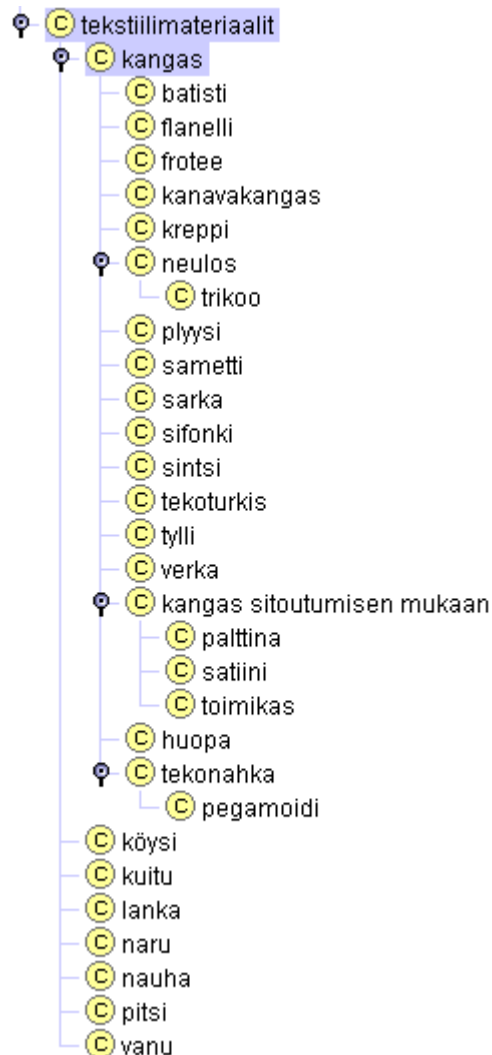 tekstiilimateriaalit
kangas
batisti
flanelli
frotee
kanavakangas
kreppi
neulos
trikoo
plyysi
sametti
sarka
sifonki
sintsi
tekoturkis
tylli
verka
kangas sitoutumisen mukaan
palttina
satiini
toimikas
huopa
tekonahka
pegamoidi
köysi
kuitu
lanka
naru
nauha
pitsi
vanu